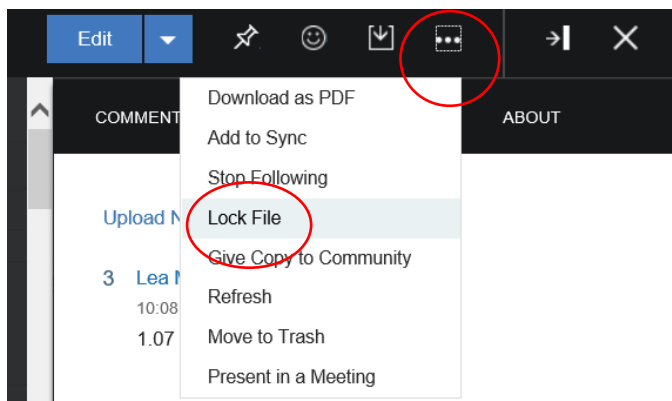 Edit
COMMENT
ABOUT
Download as PDF
Add to Sync
Stop Following
Upload N
Lock File
Give Copy to Community
3 Lea
10:08
Refresh
1.07
Move to Trash
Present in a Meeting